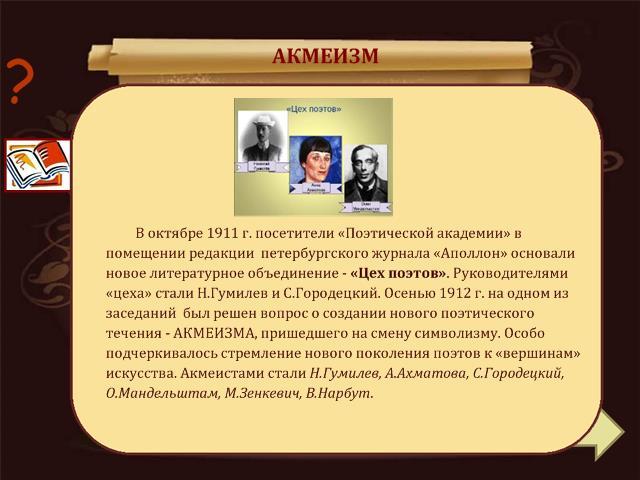 АКМЕИЗМ
?
«Цех поэтов»
Николай
Гумилев
Анна
Ахматова
Осип
Мандельштам
В октябре 1911 г. посетители «Поэтической академии» в
помещении редакции петербургского журнала «Аполлон» основали
новое литературное объединение - «Цех поэтов». Руководителями
«цеха» стали Н.Гумилев и С.Городецкий. Осенью 1912 г. на одном из
заседаний был решен вопрос о создании нового поэтического
течения - АКМЕИЗМА, пришедшего на смену символизму. Особо
подчеркивалось стремление нового поколения поэтов к «вершинам»
искусства. Акмеистами стали Н.Гумилев, А.Ахматова, С.Городецкий,
О.Мандельштам, М.Зенкевич, В.Нарбут.